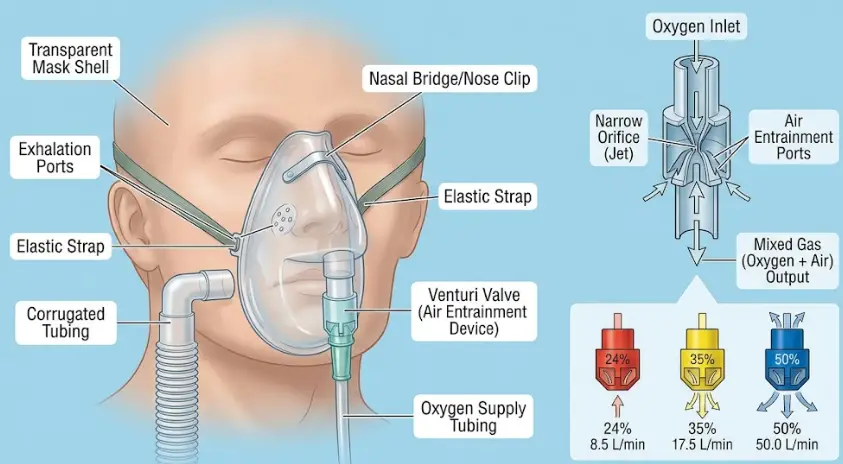 Transparent
Mask Shell
Nasal Bridge/Nose Clip
Exhalation
Ports
Elastic Strap
Elastic Strap
Corrugated
Tubing
Venturi Valve
(Air Entrainment
Device)
Oxygen Supply
Tubing
Oxygen Inlet
Narrow
Orifice
(Jet)
Air
Entrainment
Ports
Mixed Gas
(Oxygen + Air)
Output
24%
35%
50%
24%
8.5 L/min
35%
17.5 L/min
50%
50.0 L/min